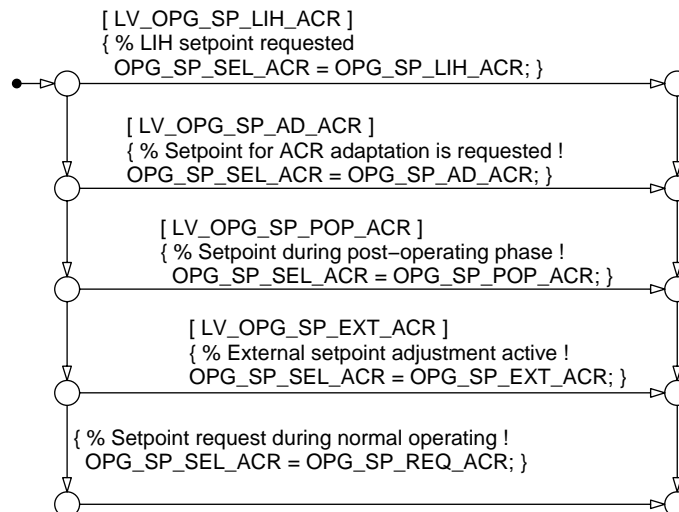 [ LV_OPG_SP_LIH_ACR ]
{ % LIH setpoint requested
OPG_SP_SEL_ACR = OPG_SP_LIH_ACR; }
[ LV_OPG_SP_AD_ACR ]
{ % Setpoint for ACR adaptation is requested !
OPG_SP_SEL_ACR = OPG_SP_AD_ACR; }
[ LV_OPG_SP_POP_ACR ]
{ % Setpoint during post−operating phase !
OPG_SP_SEL_ACR = OPG_SP_POP_ACR; }
[ LV_OPG_SP_EXT_ACR ]
{ % External setpoint adjustment active !
OPG_SP_SEL_ACR = OPG_SP_EXT_ACR; }
{ % Setpoint request during normal operating !
OPG_SP_SEL_ACR = OPG_SP_REQ_ACR; }